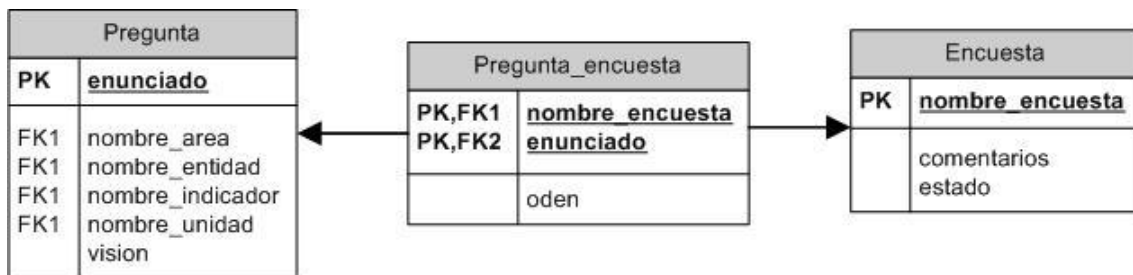 Pregunta
PK enunciado
FK1 nombre_area
FK1 nombre_entidad
FK1 nombre_indicador
FK1 nombre_unidad
vision
Pregunta_encuesta
PK,FK1 nombre_encuesta
PK,FK2 enunciado
oden
Encuesta
PK nombre_encuesta
comentarios
estado